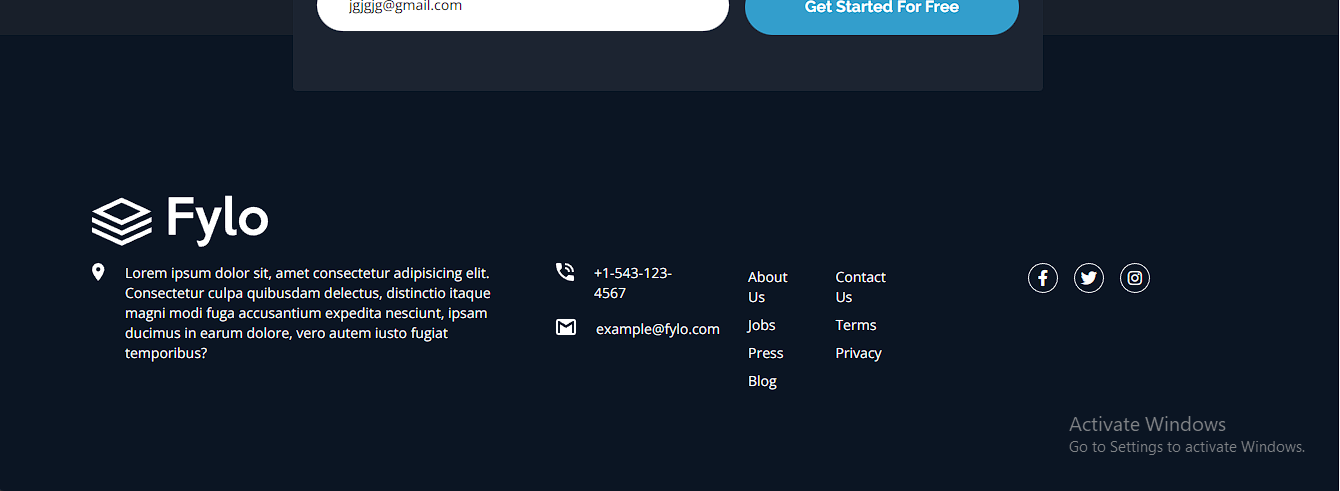 jgjgjg@gmail.com
Get Started For Free
Fylo
Lorem ipsum dolor sit, amet consectetur adipisicing elit.
Consectetur culpa quibusdam delectus, distinctio itaque
magni modi fuga accusantium expedita nesciunt, ipsam
ducimus in earum dolore, vero autem iusto fugiat
temporibus?
+1-543-123-
4567
example@fylo.com
About
Us
Jobs
Press
Blog
Contact
Us
Terms
Privacy
Activate Windows
Go to Settings to activate Windows.